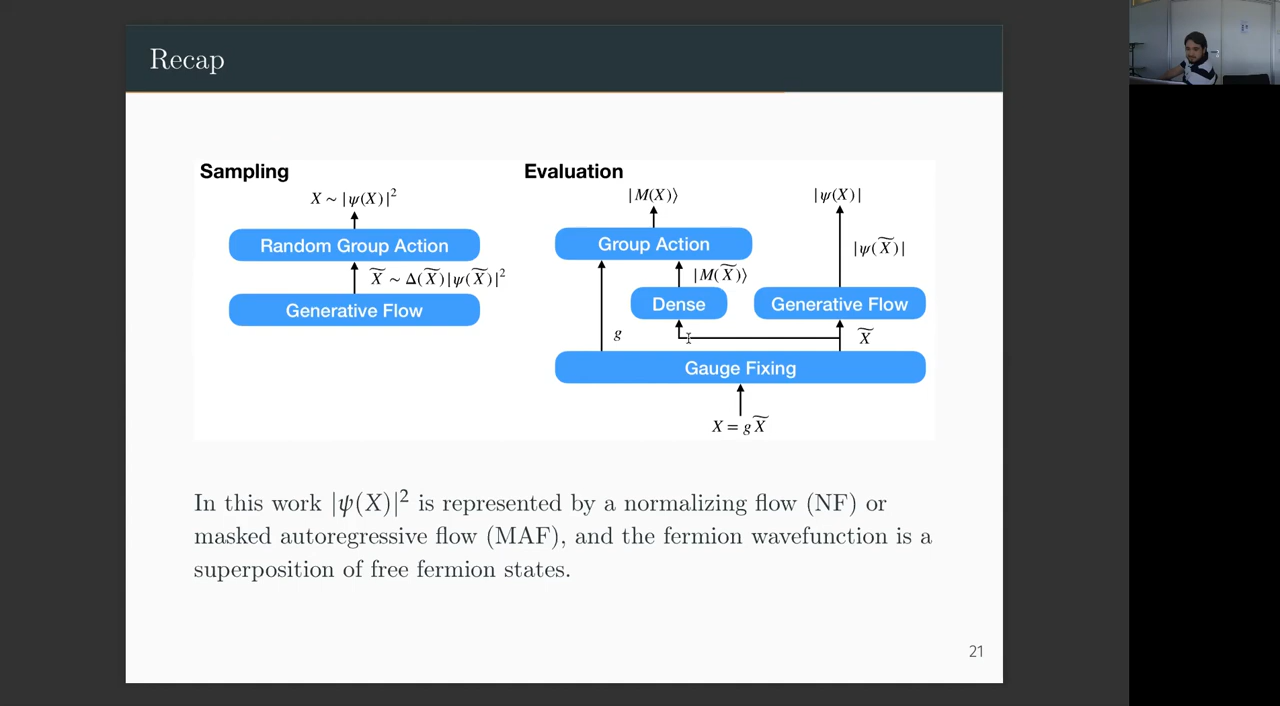 Recap
Sampling
X ∼ |ψ(X)|²
Random Group Action
X̃ ∼ Δ(X̃)|ψ(X̃)|²
Generative Flow
Evaluation
|M(X)⟩
|ψ(X)|
Group Action
|ψ(X̃)|
|M(X̃)⟩
Dense
Generative Flow
g
X̃
Gauge Fixing
X = gX̃
In this work |ψ(X)|² is represented by a normalizing flow (NF) or
masked autoregressive flow (MAF), and the fermion wavefunction is a
superposition of free fermion states.
21